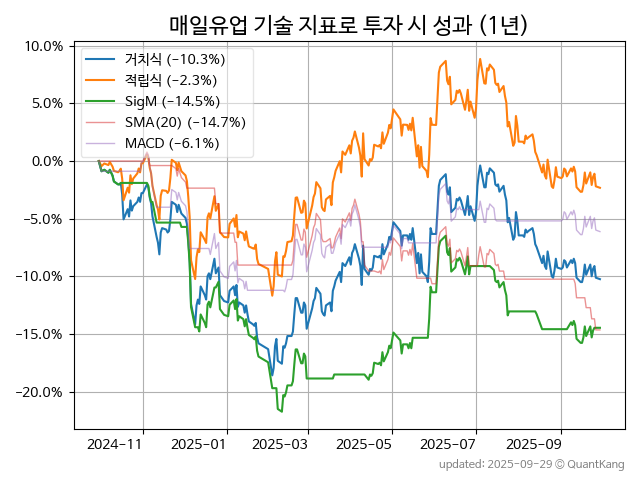 매일유업 기술 지표로 투자 시 성과 (1년)
10.0%
5.0%
0.0%
−5.0%
−10.0%
−15.0%
−20.0%
거치식 (−10.3%)
적립식 (−2.3%)
SigM (−14.5%)
SMA(20) (−14.7%)
MACD (−6.1%)
2024-11 2025-01 2025-03 2025-05 2025-07 2025-09
updated: 2025-09-29 © QuantKang